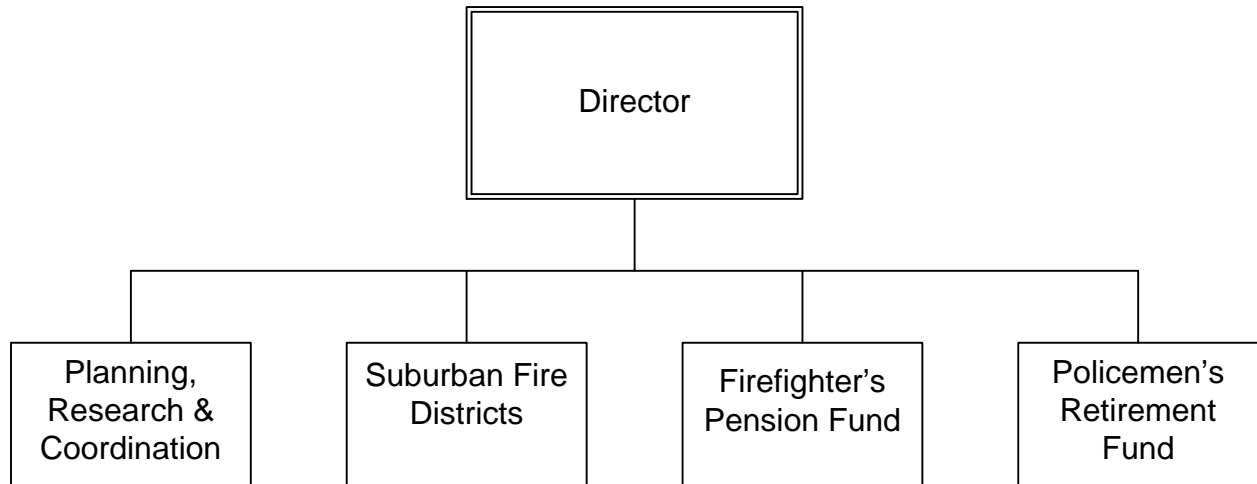 Director
Planning,
Research &
Coordination
Suburban Fire
Districts
Firefighter’s
Pension Fund
Policemen’s
Retirement
Fund